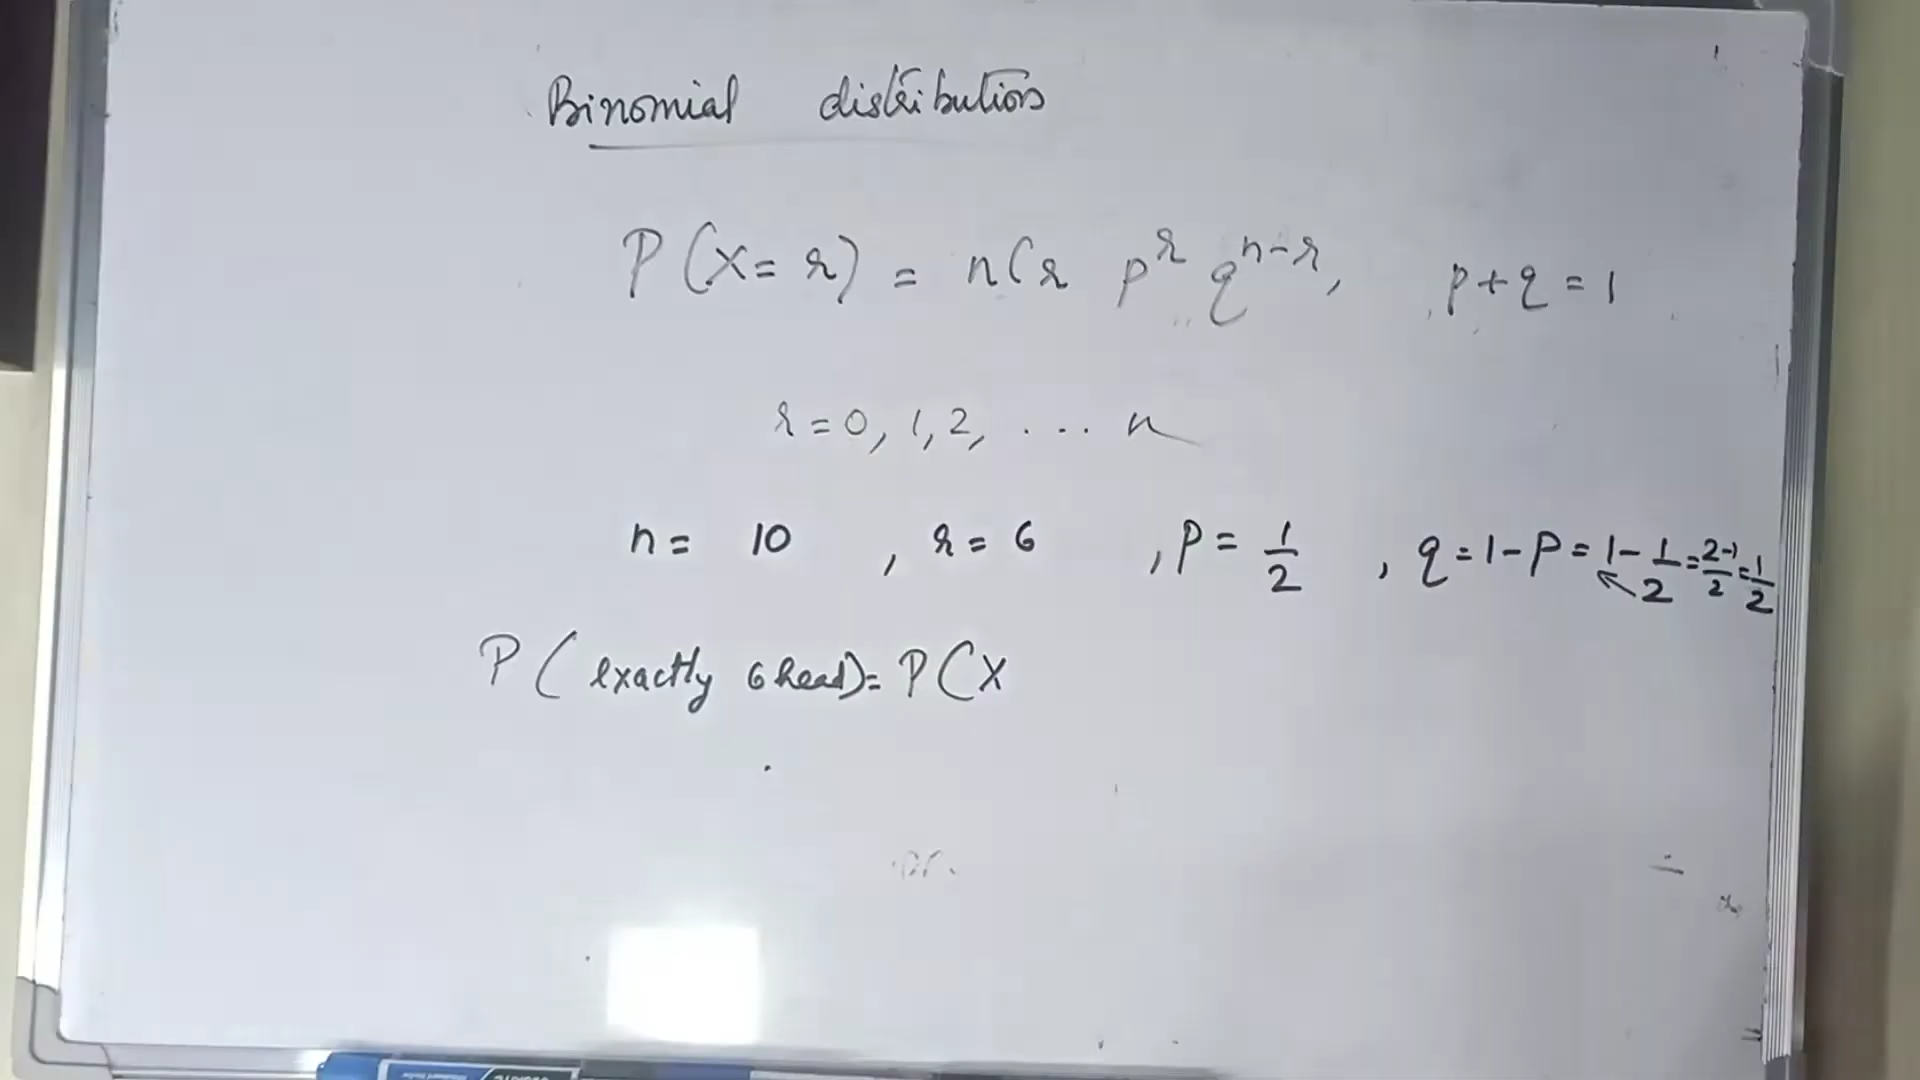 Binomial distribution
P(X=r) = nCr p^r q^{n-r}, p+q=1
r=0, 1, 2, ... n
n= 10 , r= 6 , p= 1/2 , q=1-P=1-1/2=2-1/2=1/2
P(exactly 6 head)= P(X